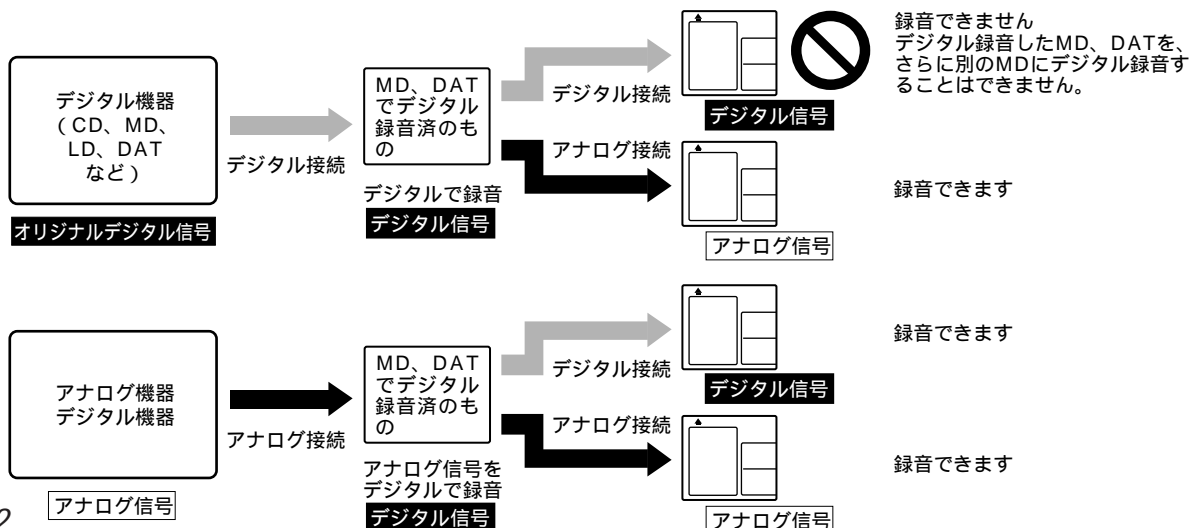 デジタル機器
(CD、MD、
LD、DAT
など)
オリジナルデジタル信号
デジタル接続
MD、DAT
でデジタル
録音済のも
の
デジタルで録音
デジタル信号
デジタル接続
デジタル信号
録音できません
デジタル録音したMD、DATを、
さらに別のMDにデジタル録音す
ることはできません。
アナログ接続
アナログ信号
録音できます
アナログ機器
デジタル機器
アナログ信号
アナログ接続
MD、DAT
でデジタル
録音済のも
の
アナログ信号を
デジタルで録音
デジタル信号
デジタル接続
デジタル信号
録音できます
アナログ接続
アナログ信号
録音できます